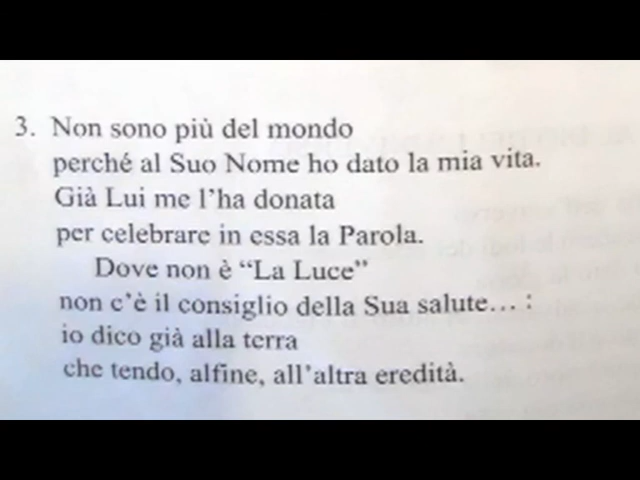 3. Non sono più del mondo
perché al Suo Nome ho dato la mia vita.
Già Lui me l’ha donata
per celebrare in essa la Parola.
Dove non è “La Luce”
non c’è il consiglio della Sua salute… :
io dico già alla terra
che tendo, alfine, all’altra eredità.